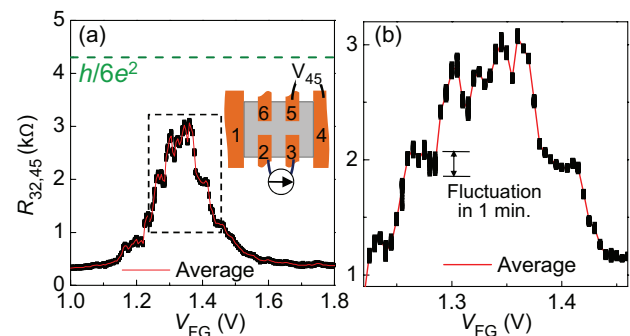 (a)
h/6e²
V₄₅
6 5
1 4
2 3
Average
5
4
3
2
1
0
R₃₂,₄₅ (kΩ)
1.0 1.2 1.4 1.6 1.8
V_FG (V)
(b)
Fluctuation
in 1 min.
Average
3
2
1
1.3 1.4
V_FG (V)